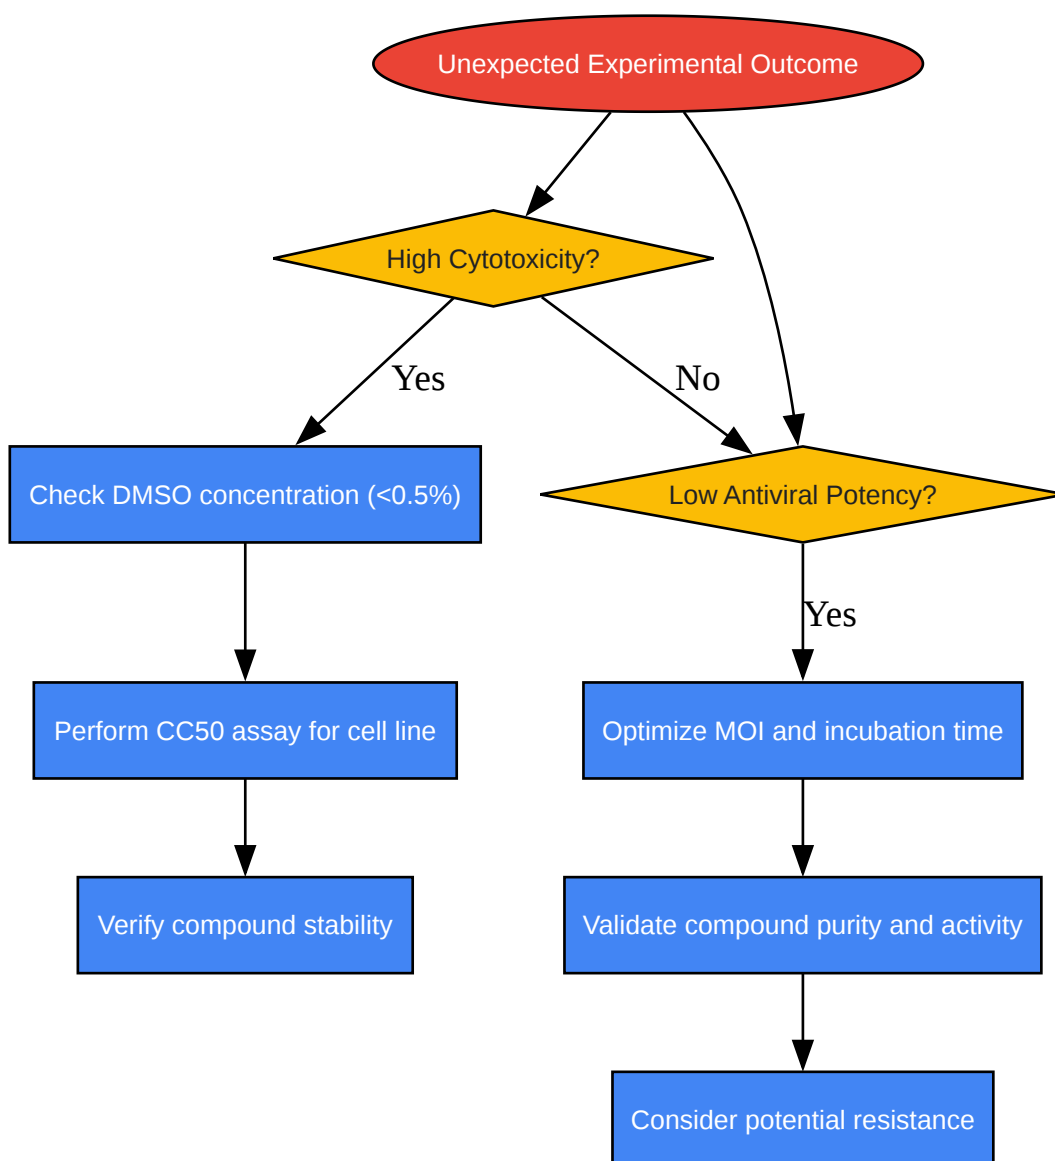 Unexpected Experimental Outcome
High Cytotoxicity?
Yes
No
Check DMSO concentration (<0.5%)
Low Antiviral Potency?
Yes
Perform CC50 assay for cell line
Optimize MOI and incubation time
Verify compound stability
Validate compound purity and activity
Consider potential resistance